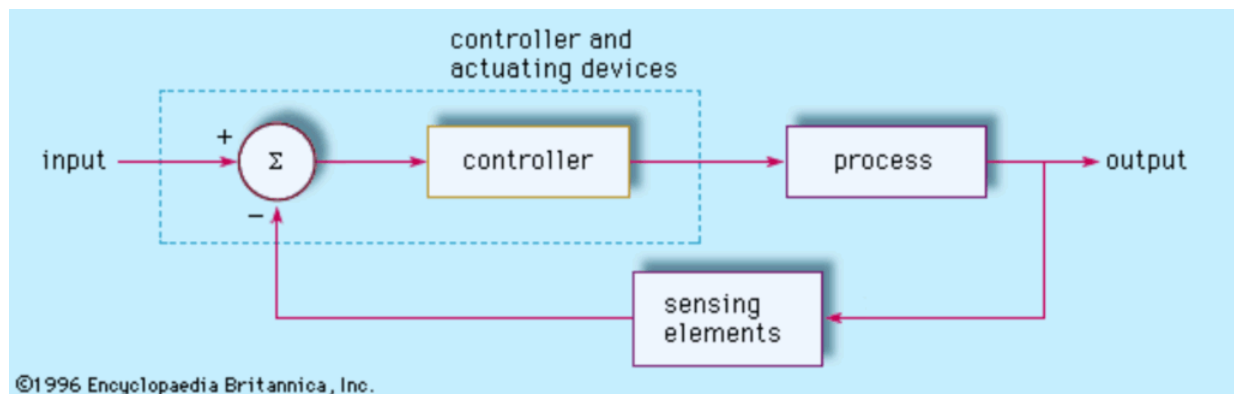 controller and
actuating devices
+
input
Σ
controller
process
output
−
sensing
elements
©1996 Encyclopaedia Britannica, Inc.